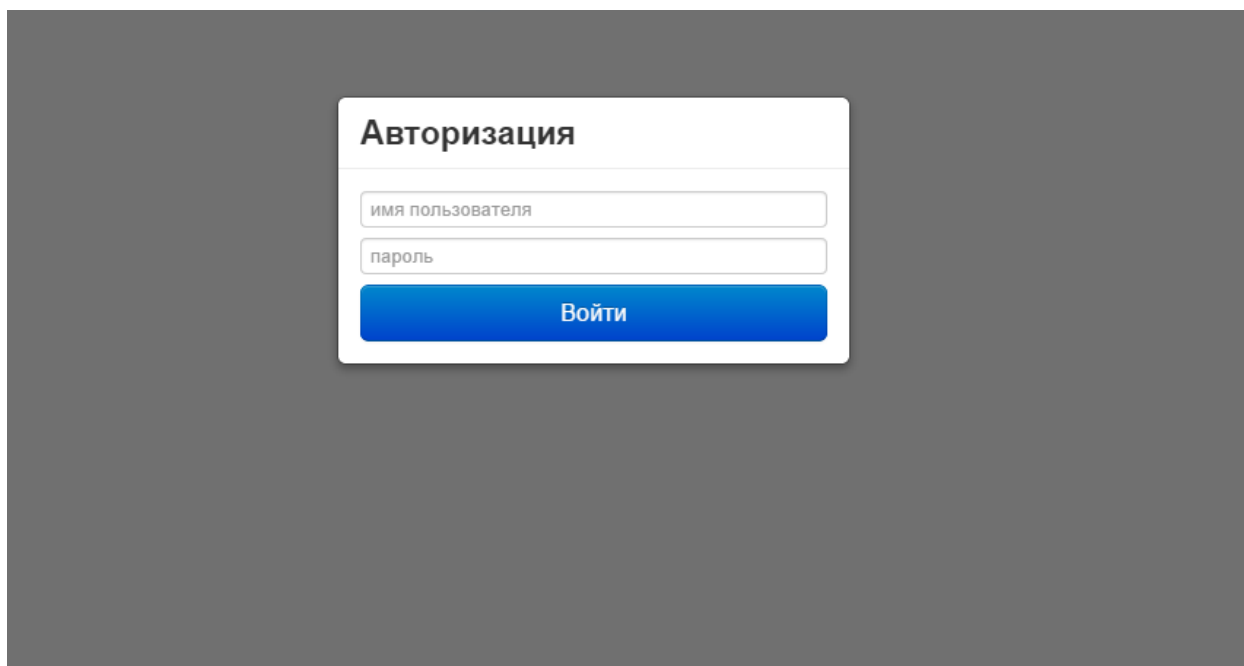 Авторизация
имя пользователя
пароль
Войти